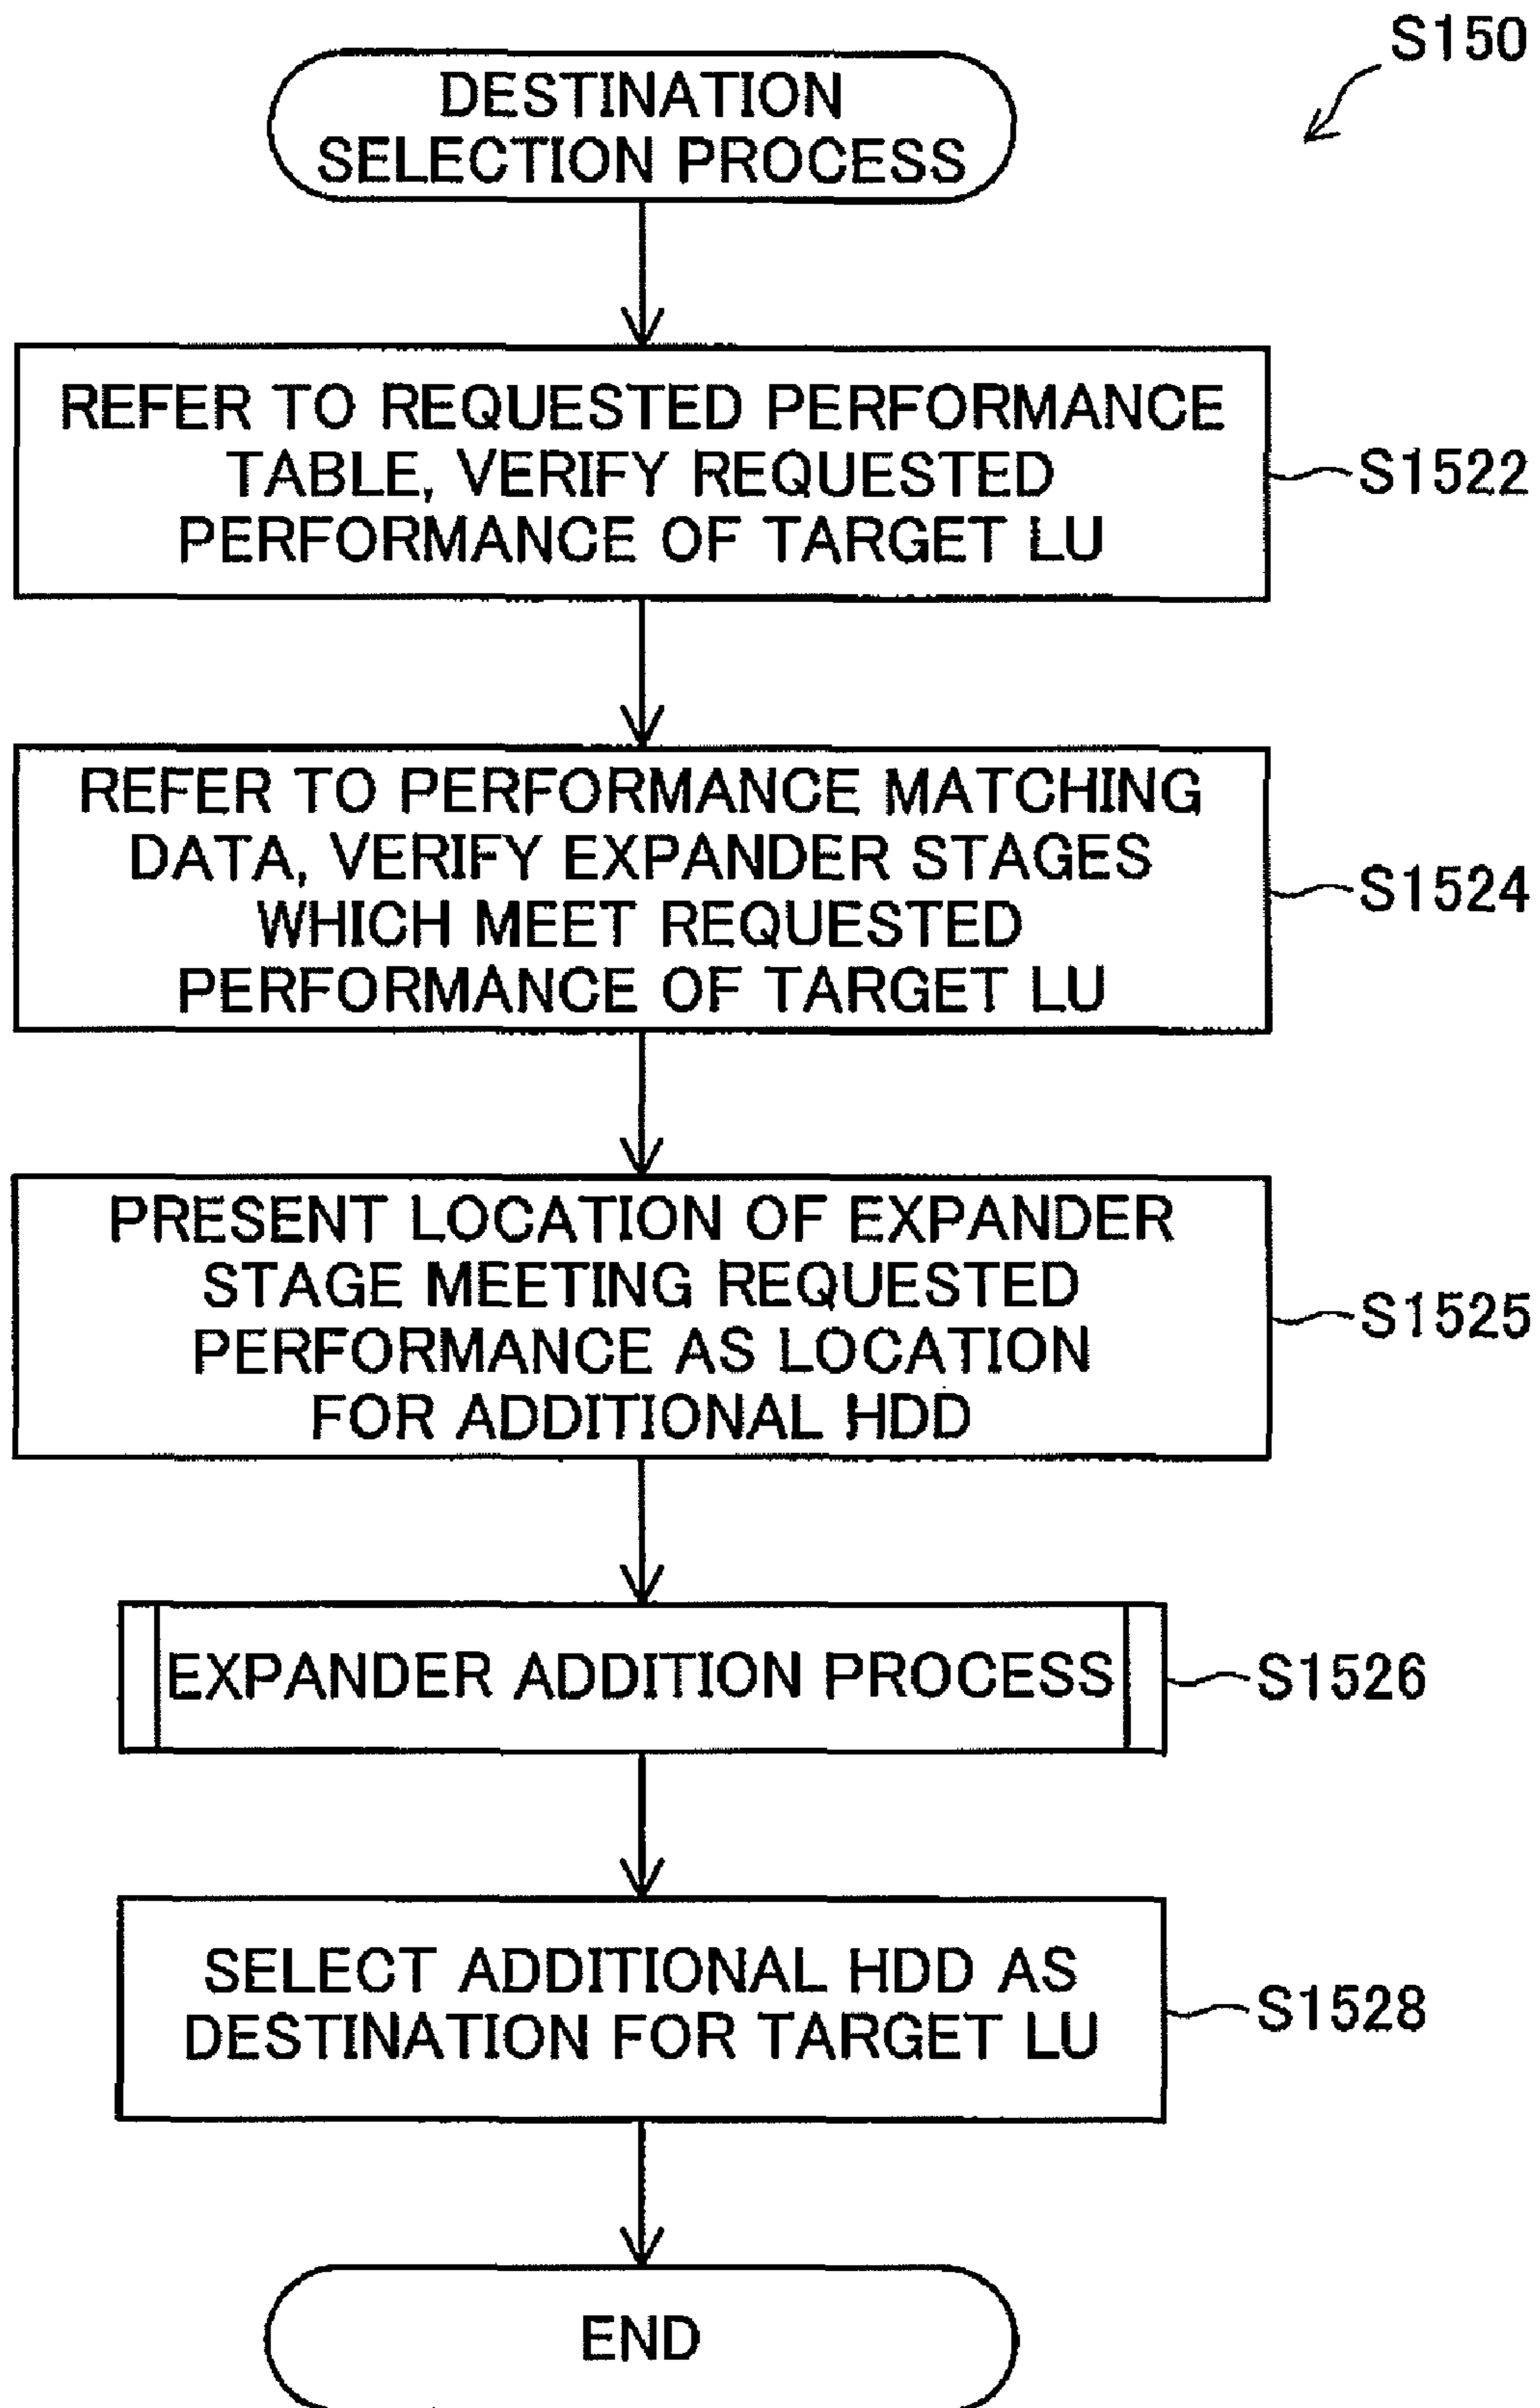 S150
DESTINATION
SELECTION PROCESS
REFER TO REQUESTED PERFORMANCE
TABLE, VERIFY REQUESTED
PERFORMANCE OF TARGET LU
S1522
REFER TO PERFORMANCE MATCHING
DATA, VERIFY EXPANDER STAGES
WHICH MEET REQUESTED
PERFORMANCE OF TARGET LU
S1524
PRESENT LOCATION OF EXPANDER
STAGE MEETING REQUESTED
PERFORMANCE AS LOCATION
FOR ADDITIONAL HDD
S1525
EXPANDER ADDITION PROCESS
S1526
SELECT ADDITIONAL HDD AS
DESTINATION FOR TARGET LU
S1528
END